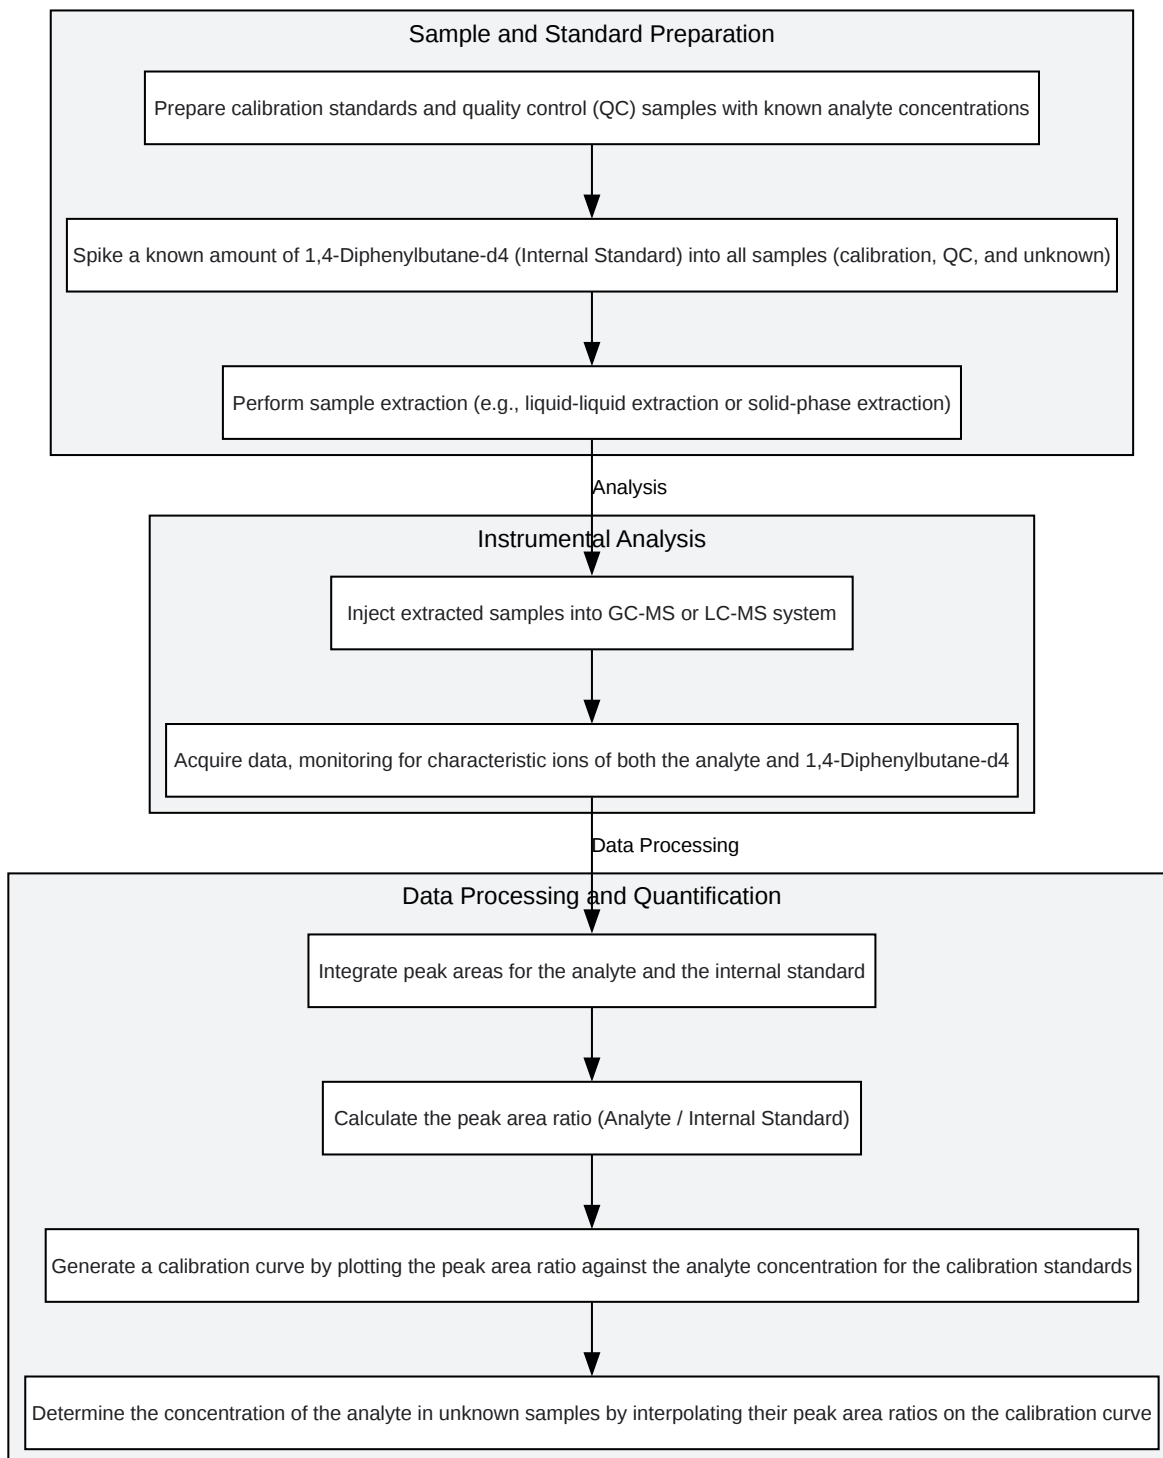 Sample and Standard Preparation
Prepare calibration standards and quality control (QC) samples with known analyte concentrations
Spike a known amount of 1,4-Diphenylbutane-d4 (Internal Standard) into all samples (calibration, QC, and unknown)
Perform sample extraction (e.g., liquid-liquid extraction or solid-phase extraction)
Analysis
Instrumental Analysis
Inject extracted samples into GC-MS or LC-MS system
Acquire data, monitoring for characteristic ions of both the analyte and 1,4-Diphenylbutane-d4
Data Processing
Data Processing and Quantification
Integrate peak areas for the analyte and the internal standard
Calculate the peak area ratio (Analyte / Internal Standard)
Generate a calibration curve by plotting the peak area ratio against the analyte concentration for the calibration standards
Determine the concentration of the analyte in unknown samples by interpolating their peak area ratios on the calibration curve